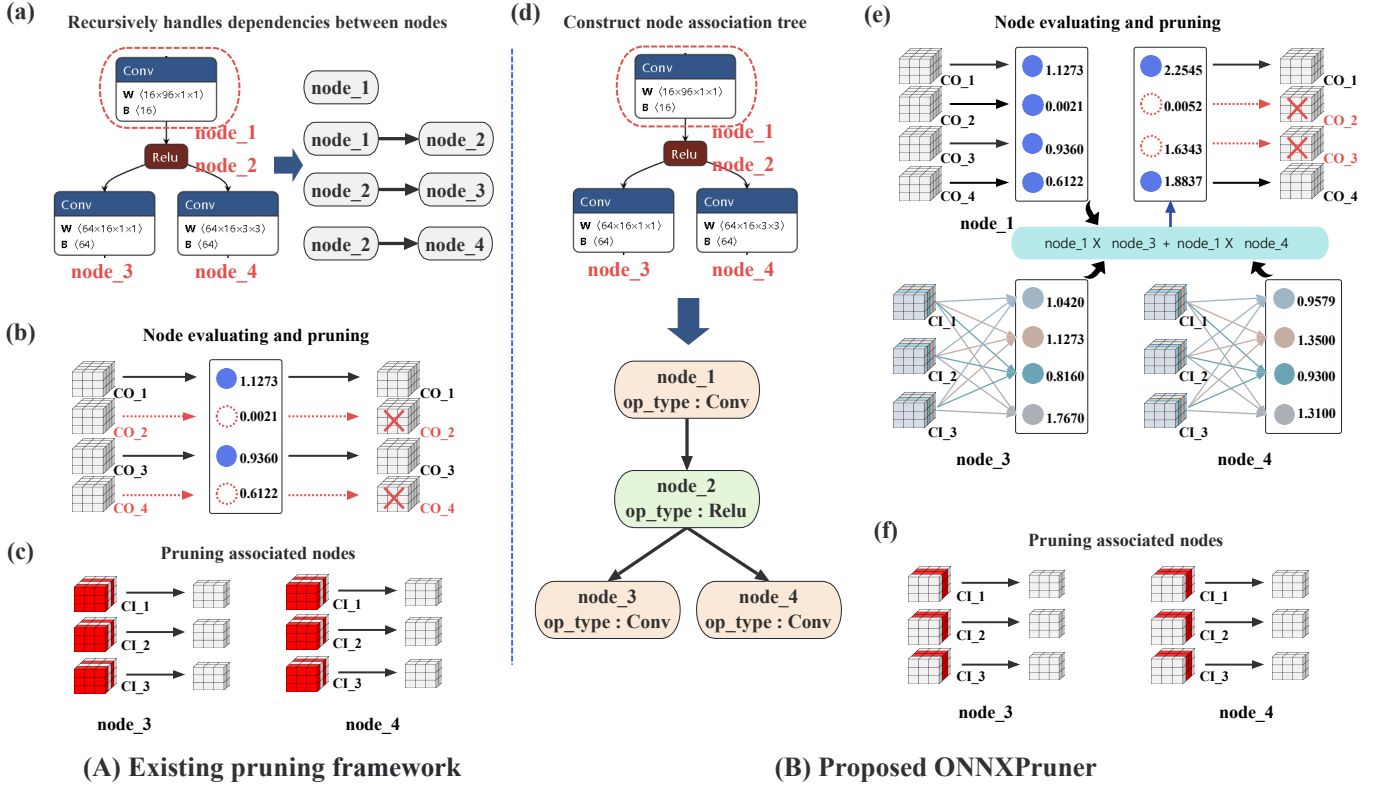 (a)
Recursively handles dependencies between nodes
Conv
W ⟨16×96×1×1⟩
B ⟨16⟩
node_1
Relu
node_2
Conv
W ⟨64×16×1×1⟩
B ⟨64⟩
node_3
Conv
W ⟨64×16×3×3⟩
B ⟨64⟩
node_4
node_1
node_1
node_2
node_2
node_3
node_2
node_4
(b)
Node evaluating and pruning
CO_1
1.1273
CO_1
CO_2
0.0021
CO_2
CO_3
0.9360
CO_3
CO_4
0.6122
CO_4
(c)
Pruning associated nodes
CI_1
CI_2
CI_3
node_3
CI_1
CI_2
CI_3
node_4
(A) Existing pruning framework
(d)
Construct node association tree
Conv
W ⟨16×96×1×1⟩
B ⟨16⟩
node_1
Relu
node_2
Conv
W ⟨64×16×1×1⟩
B ⟨64⟩
node_3
Conv
W ⟨64×16×3×3⟩
B ⟨64⟩
node_4
node_1
op_type : Conv
node_2
op_type : Relu
node_3
op_type : Conv
node_4
op_type : Conv
(e)
Node evaluating and pruning
CO_1
1.1273
2.2545
CO_1
CO_2
0.0021
0.0052
CO_2
CO_3
0.9360
1.6343
CO_3
CO_4
0.6122
1.8837
CO_4
node_1
node_1 X node_3 + node_1 X node_4
CI_1
CI_2
CI_3
1.0420
1.1273
0.8160
1.7670
node_3
CI_1
CI_2
CI_3
0.9579
1.3500
0.9300
1.3100
node_4
(f)
Pruning associated nodes
CI_1
CI_2
CI_3
node_3
CI_1
CI_2
CI_3
node_4
(B) Proposed ONNXPruner